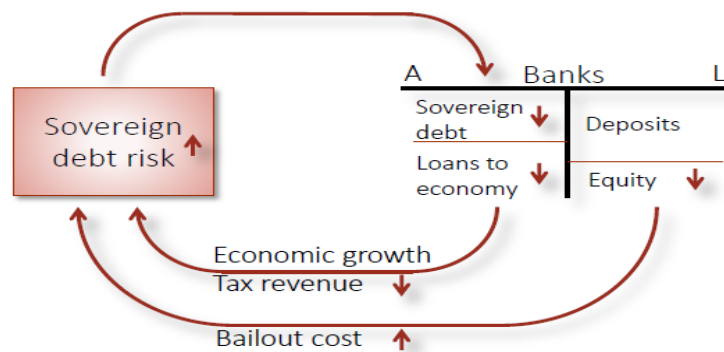 A Banks L
Sovereign
debt
Deposits
Sovereign
debt risk
Loans to
economy
Equity
Economic growth
Tax revenue
Bailout cost